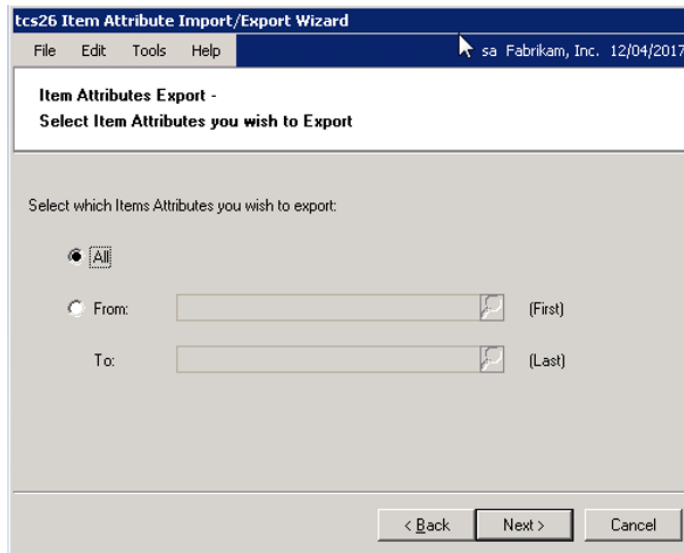 tcs26 Item Attribute Import/Export Wizard
File Edit Tools Help sa Fabrikam, Inc. 12/04/2017
Item Attributes Export -
Select Item Attributes you wish to Export
Select which Items Attributes you wish to export:
All
From: (First)
To: (Last)
< Back Next > Cancel